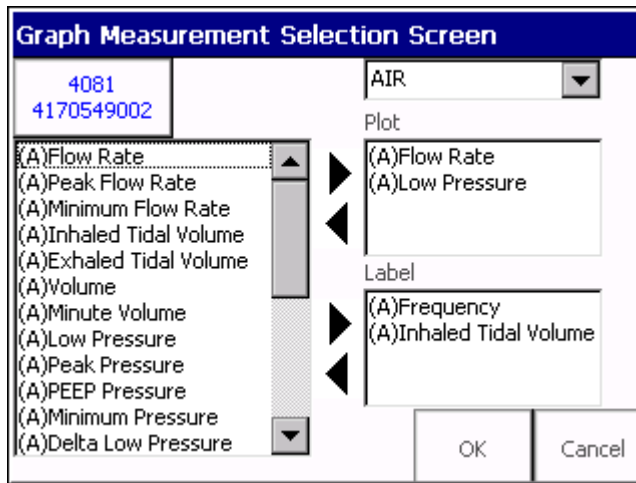 Graph Measurement Selection Screen
4081
4170549002
AIR
Plot
(A)Flow Rate
(A)Peak Flow Rate
(A)Minimum Flow Rate
(A)Inhaled Tidal Volume
(A)Exhaled Tidal Volume
(A)Volume
(A)Minute Volume
(A)Low Pressure
(A)Peak Pressure
(A)PEEP Pressure
(A)Minimum Pressure
(A)Delta Low Pressure
(A)Flow Rate
(A)Low Pressure
Label
(A)Frequency
(A)Inhaled Tidal Volume
OK
Cancel